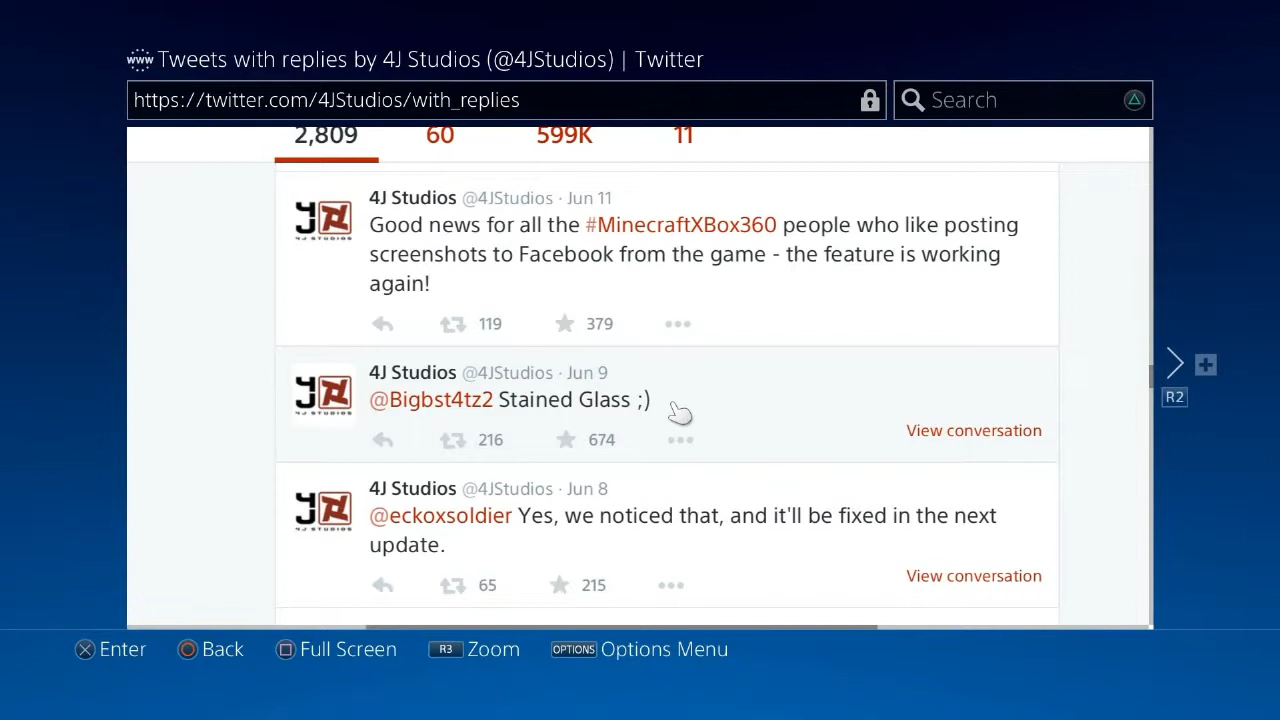 Tweets with replies by 4J Studios (@4JStudios) | Twitter
https://twitter.com/4JStudios/with_replies
Search
2,809 60 599K 11
4J Studios @4JStudios · Jun 11
Good news for all the #MinecraftXBox360 people who like posting
screenshots to Facebook from the game - the feature is working
again!
119 379
4J Studios @4JStudios · Jun 9
@Bigbst4tz2 Stained Glass ;)
216 674
View conversation
4J Studios @4JStudios · Jun 8
@eckoxsoldier Yes, we noticed that, and it'll be fixed in the next
update.
65 215
View conversation
R2
Enter Back Full Screen R3 Zoom OPTIONS Options Menu